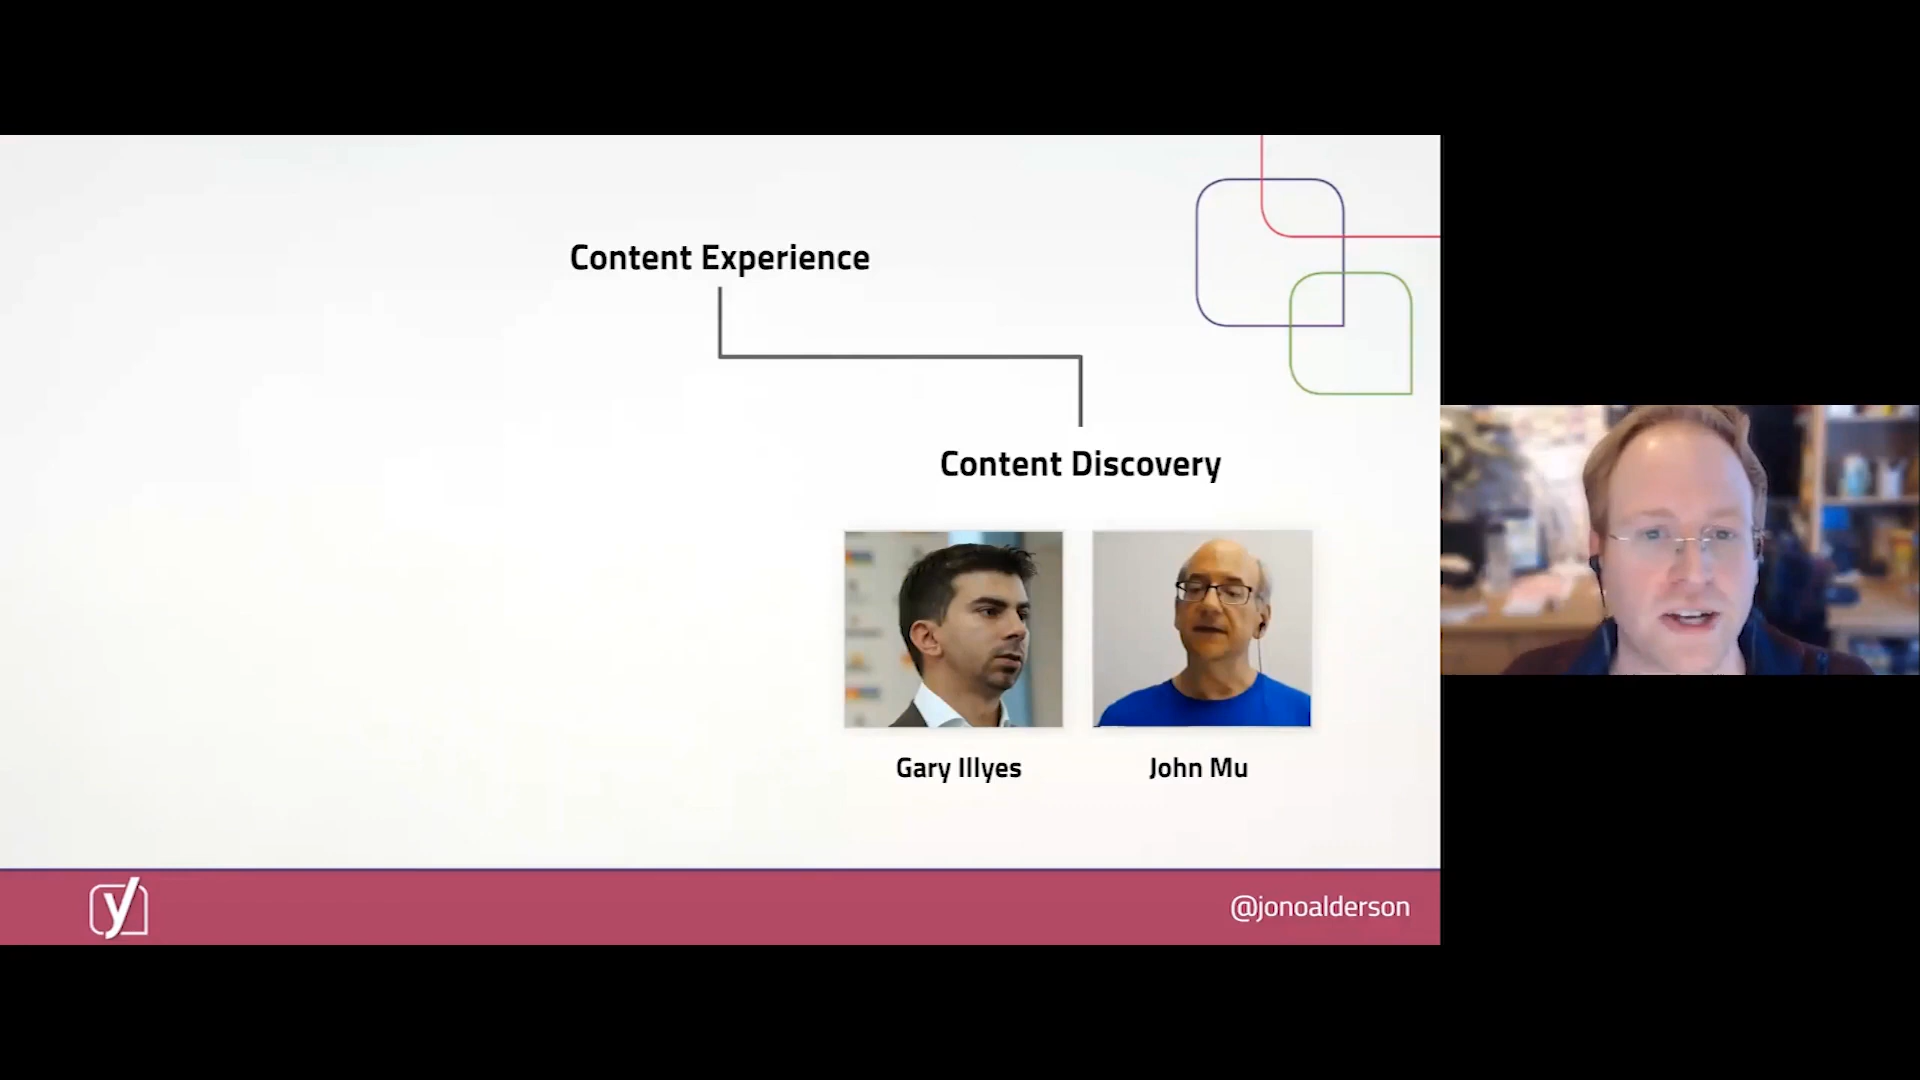 Content Experience
Content Discovery
Gary Illyes
John Mu
y
@jonoalderson